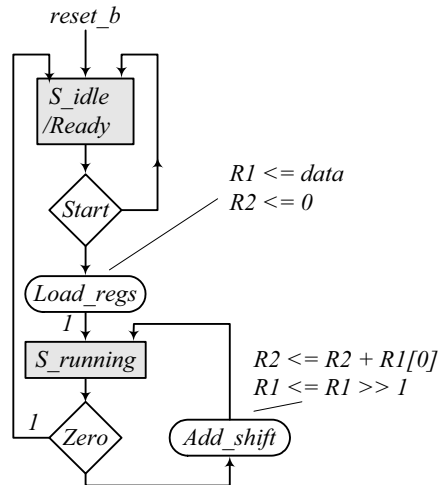 reset_b
S_idle
/Ready
Start
R1 <= data
R2 <= 0
Load_regs
1
S_running
R2 <= R2 + R1[0]
R1 <= R1 >> 1
1
Zero
Add_shift